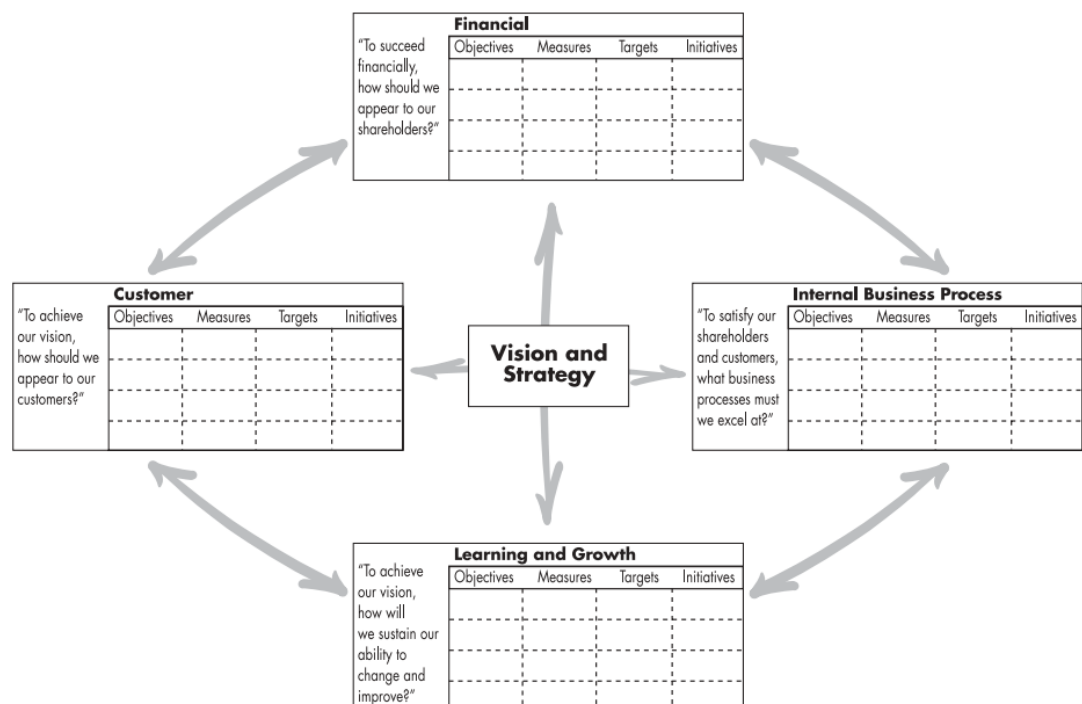 Financial
"To succeed
financially,
how should we
appear to our
shareholders?"
Objectives Measures Targets Initiatives
Customer
"To achieve
our vision,
how should we
appear to our
customers?"
Objectives Measures Targets Initiatives
Vision and
Strategy
Internal Business Process
"To satisfy our
shareholders
and customers,
what business
processes must
we excel at?"
Objectives Measures Targets Initiatives
Learning and Growth
"To achieve
our vision,
how will
we sustain our
ability to
change and
improve?"
Objectives Measures Targets Initiatives